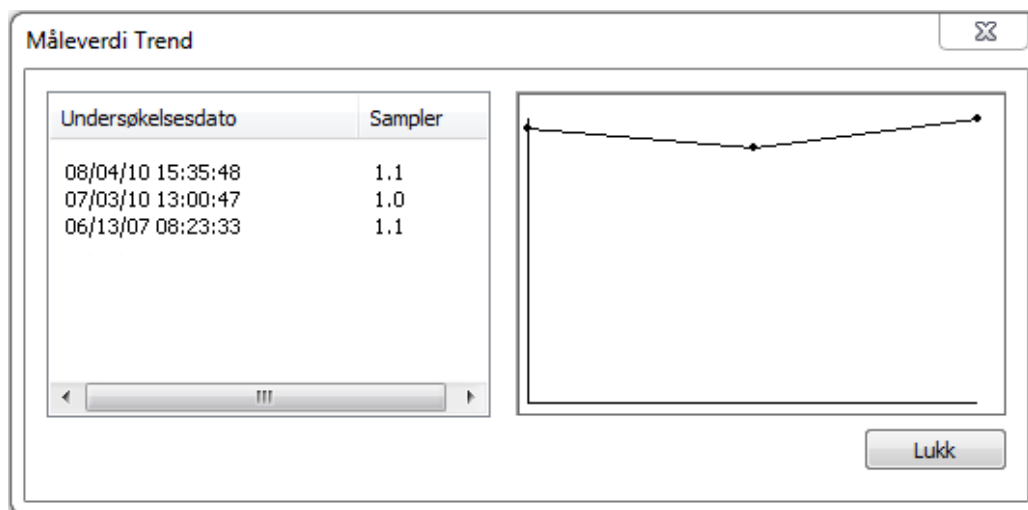 Måleverdi Trend
Undersøkelsesdato Sampler
08/04/10 15:35:48 1.1
07/03/10 13:00:47 1.0
06/13/07 08:23:33 1.1
Lukk